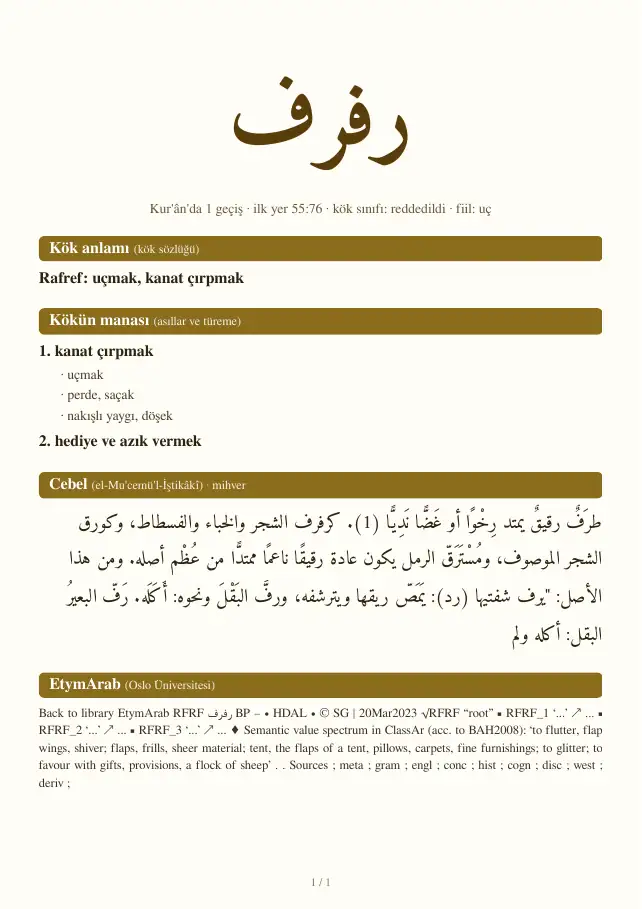 رفرف
Kur'ân'da 1 geçiş · ilk yer 55:76 · kök sınıfı: reddedildi · fiil: uç
Kök anlamı (kök sözlüğü)
Rafref: uçmak, kanat çırpmak
Kökün manası (asıllar ve türeme)
1. kanat çırpmak
· uçmak
· perde, saçak
· nakışlı yaygı, döşek
2. hediye ve azık vermek
Cebel (el-Mu'cemü'l-İştikâkî) · mihver
طرَفٌ رقيقٌ يمتد رِخْوًا أو غَضًّا نَدِيًّا (1). كرفرف الشجر والخباء والفسطاط، وكورق
الشجر الموصوف، ومُسْتَرَقّ الرمل يكون عادة رقيقًا ناعمًا ممتدًّا من عُظْم أصله. ومن هذا
الأصل: "يرف شفتيها (رد): يَمَصّ ريقها ويترشفه، ورفَّ البَقْلَ ونحوه: أَكَلَه. رَفّ البعيرُ
البقل: أكله ولم
EtymArab (Oslo Üniversitesi)
Back to library EtymArab RFRF رفرف BP – • HDAL • © SG | 20Mar2023 √RFRF “root” ▪ RFRF_1 ‘...’ ↗ ... ▪
RFRF_2 ‘...’ ↗ ... ▪ RFRF_3 ‘...’ ↗ ... ♦ Semantic value spectrum in ClassAr (acc. to BAH2008): ‘to flutter, flap
wings, shiver; flaps, frills, sheer material; tent, the flaps of a tent, pillows, carpets, fine furnishings; to glitter; to
favour with gifts, provisions, a flock of sheep’ . . Sources ; meta ; gram ; engl ; conc ; hist ; cogn ; disc ; west ;
deriv ;
1 / 1